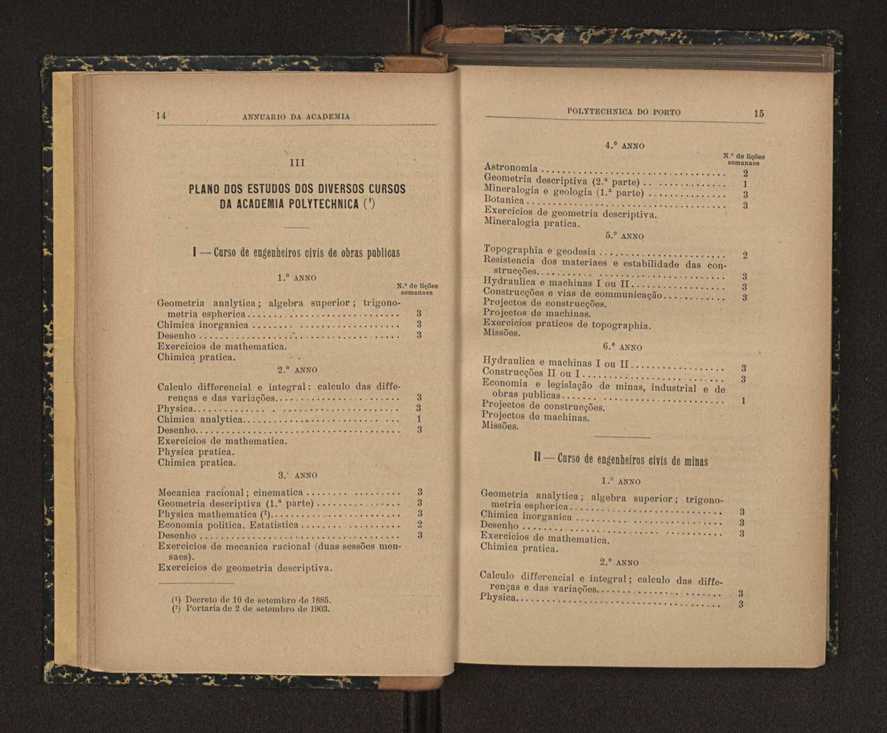 14 ANNUARIO DA ACADEMIA
III
PLANO DOS ESTUDOS DOS DIVERSOS CURSOS
DA ACADEMIA POLYTECHNICA (¹)
I — Curso de engenheiros civis de obras publicas
1.º ANNO
N.º de lições
semanaes
Geometria analytica; algebra superior; trigono-
metria espherica........................... 3
Chimica inorganica ........................ 3
Desenho ........................ 3
Exercicios de mathematica.
Chimica pratica.
2.º ANNO
Calculo differencial e integral: calculo das diffe-
renças e das variações...................... 3
Physica................................... 3
Chimica analytica........................... 1
Desenho................................... 3
Exercicios de mathematica.
Physica pratica.
Chimica pratica.
3.º ANNO
Mecanica racional; cinematica ................ 3
Geometria descriptiva (1.ª parte) ............... 3
Physica mathematica (²)...................... 3
Economia politica. Estatistica ................. 2
Desenho ................................... 3
Exercicios de mecanica racional (duas sessões men-
saes).
Exercicios de geometria descriptiva.
(¹) Decreto de 10 de setembro de 1885.
(²) Portaria de 2 de setembro de 1903.
POLYTECHNICA DO PORTO 15
4.º ANNO
N.º de lições
semanaes
Astronomia ................................ 2
Geometria descriptiva (2.ª parte) .............. 1
Mineralogia e geologia (1.ª parte) ............. 3
Botanica ................................... 3
Exercicios de geometria descriptiva.
Mineralogia pratica.
5.º ANNO
Topographia e geodesia ...................... 2
Resistencia dos materiaes e estabilidade das con-
strucções................................. 3
Hydraulica e machinas I ou II................. 3
Construcções e vias de communicação........... 3
Projectos de construcções.
Projectos de machinas.
Exercicios praticos de topographia.
Missões.
6.º ANNO
Hydraulica e machinas I ou II................. 3
Construcções II ou I ......................... 3
Economia e legislação de minas, industrial e de
obras publicas............................. 1
Projectos de construcções.
Projectos de machinas.
Missões.
II — Curso de engenheiros civis de minas
1.º ANNO
Geometria analytica; algebra superior; trigono-
metria espherica........................... 3
Chimica inorganica .......................... 3
Desenho ................................... 3
Exercicios de mathematica.
Chimica pratica.
2.º ANNO
Calculo differencial e integral; calculo das diffe-
renças e das variações...................... 3
Physica................................... 3